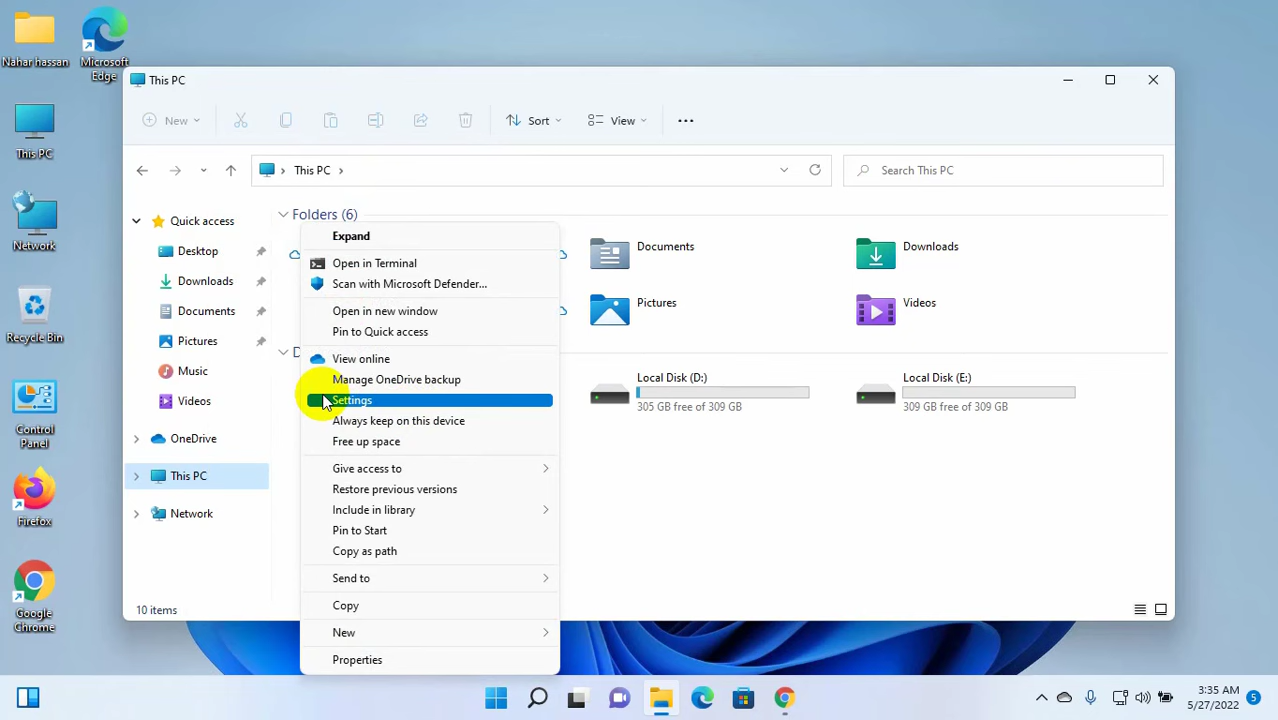 Nahar hassan
Microsoft
Edge
This PC
Network
Recycle Bin
Control
Panel
Firefox
Google
Chrome
This PC
New
Sort
View
This PC
Search This PC
Quick access
Desktop
Downloads
Documents
Pictures
Music
Videos
OneDrive
This PC
Network
Folders (6)
Documents
Downloads
Pictures
Videos
D
Local Disk (D:)
305 GB free of 309 GB
Local Disk (E:)
309 GB free of 309 GB
Expand
Open in Terminal
Scan with Microsoft Defender...
Open in new window
Pin to Quick access
View online
Manage OneDrive backup
Settings
Always keep on this device
Free up space
Give access to
Restore previous versions
Include in library
Pin to Start
Copy as path
Send to
Copy
New
Properties
10 items
3:35 AM
5/27/2022
5